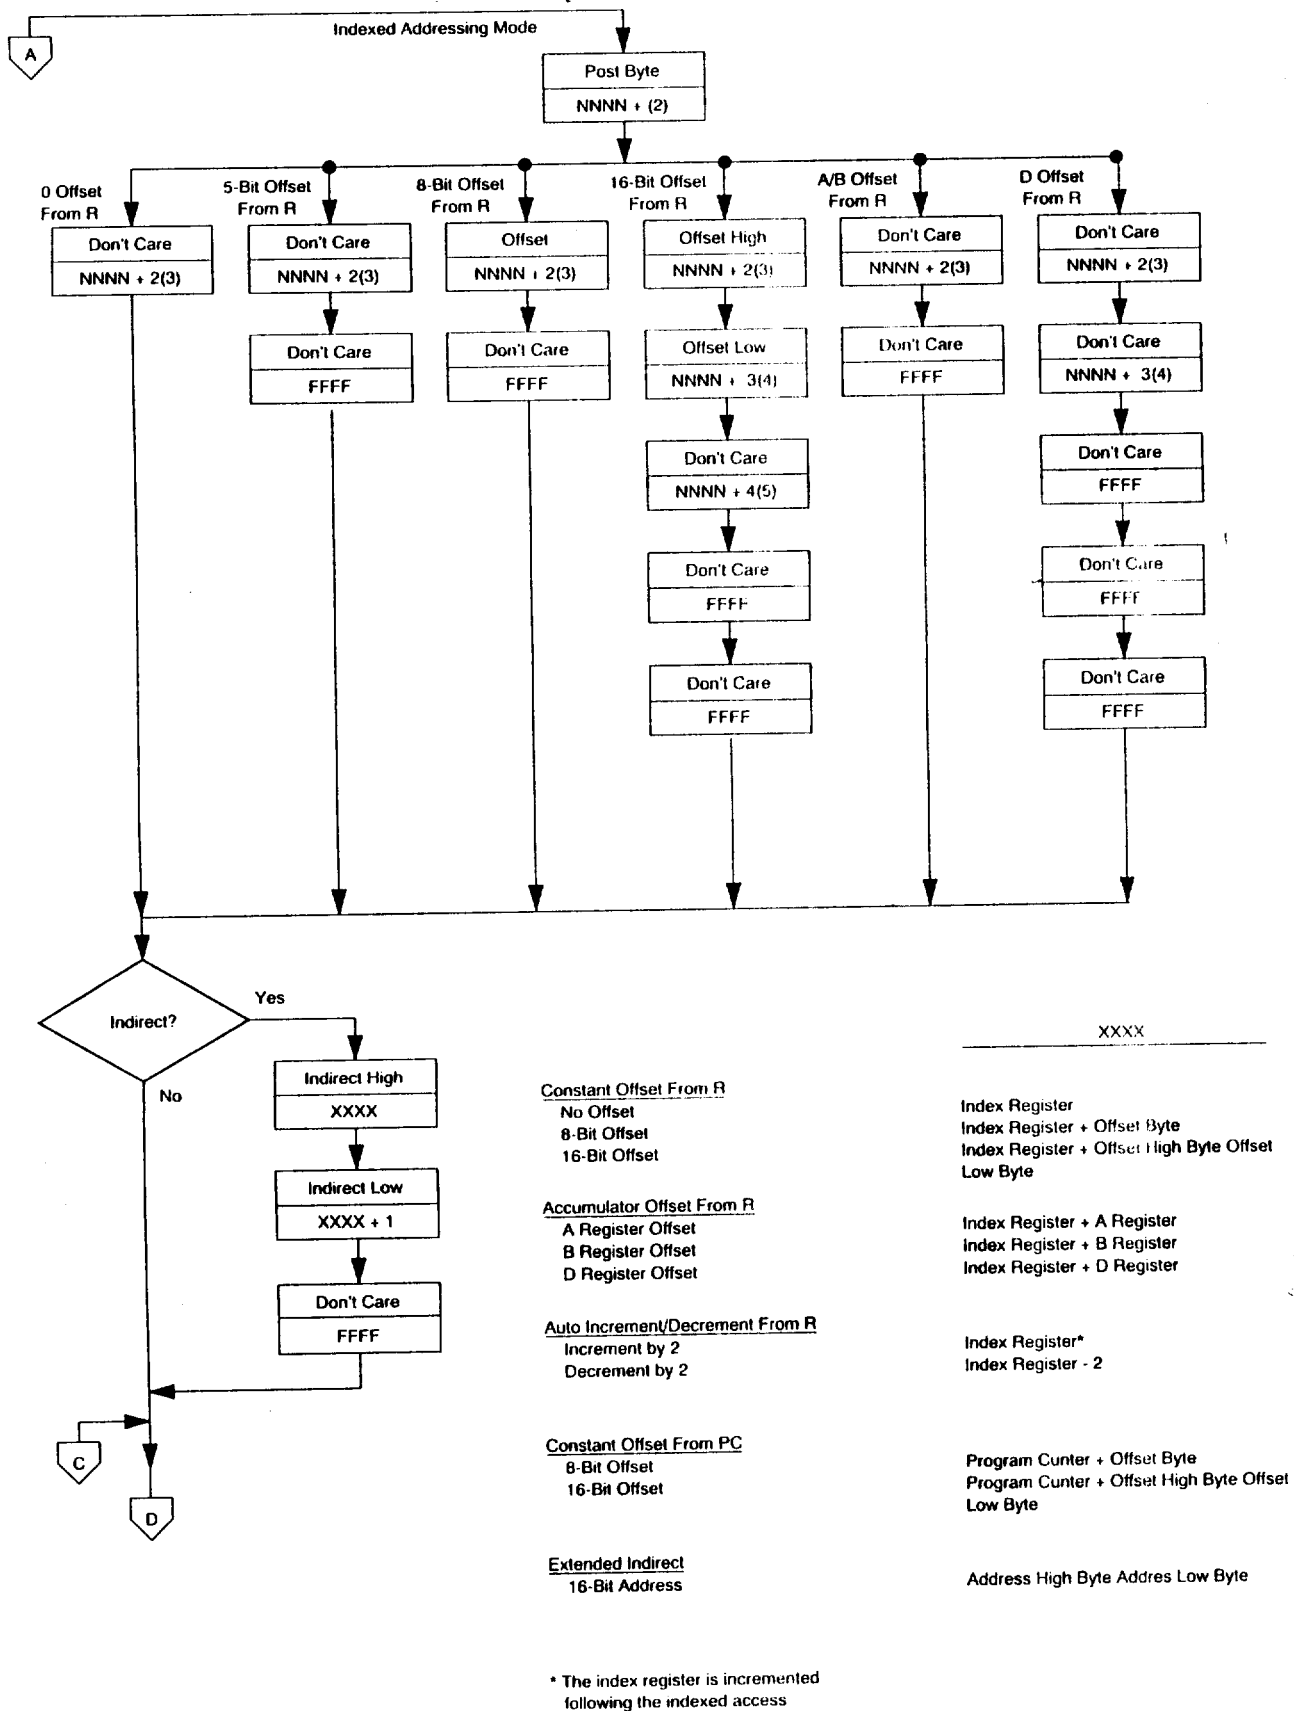 Indexed Addressing Mode
A
Post Byte
NNNN + (2)
0 Offset
From R
5-Bit Offset
From R
8-Bit Offset
From R
16-Bit Offset
From R
A/B Offset
From R
D Offset
From R
Don't Care
NNNN + 2(3)
Don't Care
NNNN + 2(3)
Don't Care
FFFF
Offset
NNNN + 2(3)
Don't Care
FFFF
Offset High
NNNN + 2(3)
Offset Low
NNNN + 3(4)
Don't Care
NNNN + 4(5)
Don't Care
FFFF
Don't Care
FFFF
Don't Care
NNNN + 2(3)
Don't Care
FFFF
Don't Care
NNNN + 2(3)
Don't Care
NNNN + 3(4)
Don't Care
FFFF
Don't Care
FFFF
Don't Care
FFFF
Indirect?
Yes
No
Indirect High
XXXX
Indirect Low
XXXX + 1
Don't Care
FFFF
C
D
XXXX
Constant Offset From R
No Offset
Index Register
8-Bit Offset
Index Register + Offset Byte
16-Bit Offset
Index Register + Offset High Byte Offset
Low Byte
Accumulator Offset From R
A Register Offset
Index Register + A Register
B Register Offset
Index Register + B Register
D Register Offset
Index Register + D Register
Auto Increment/Decrement From R
Increment by 2
Index Register*
Decrement by 2
Index Register - 2
Constant Offset From PC
8-Bit Offset
Program Cunter + Offset Byte
16-Bit Offset
Program Cunter + Offset High Byte Offset
Low Byte
Extended Indirect
16-Bit Address
Address High Byte Addres Low Byte
* The index register is incremented
following the indexed access